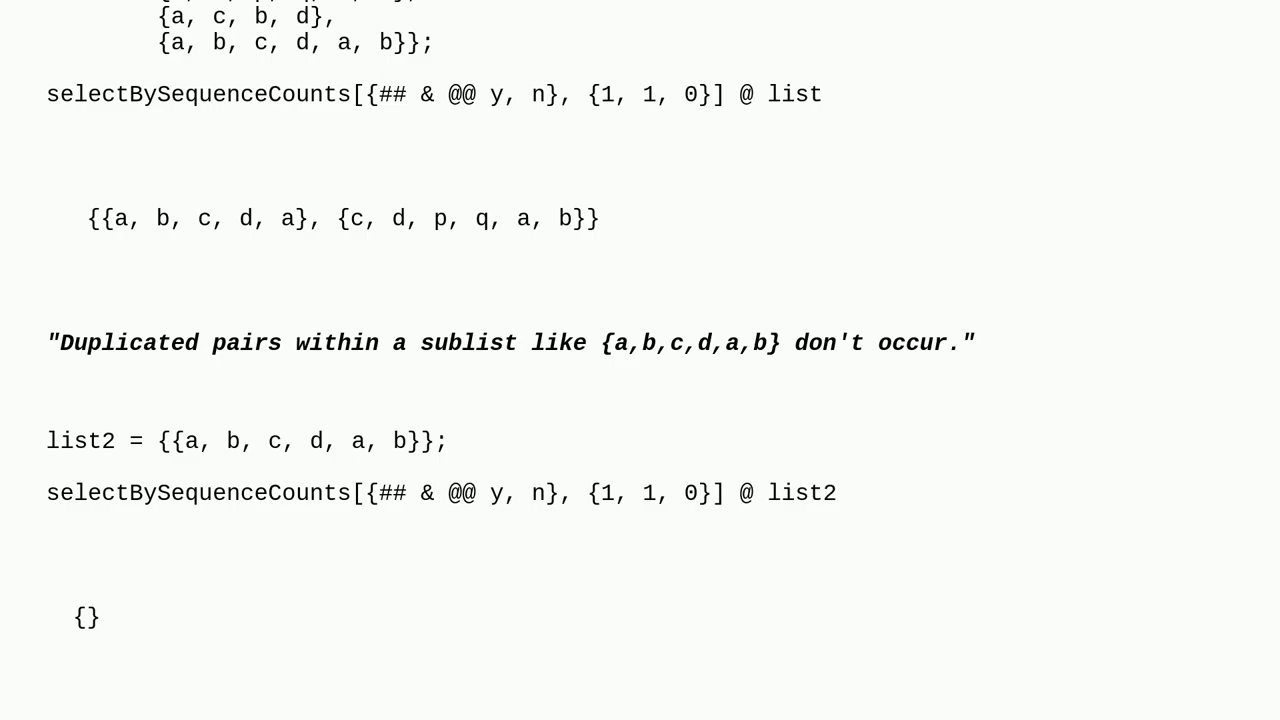 {a, c, b, d},
{a, b, c, d, a, b}};
selectBySequenceCounts[{## & @@ y, n}, {1, 1, 0}] @ list
{{a, b, c, d, a}, {c, d, p, q, a, b}}
"Duplicated pairs within a sublist like {a,b,c,d,a,b} don't occur."
list2 = {{a, b, c, d, a, b}};
selectBySequenceCounts[{## & @@ y, n}, {1, 1, 0}] @ list2
{}